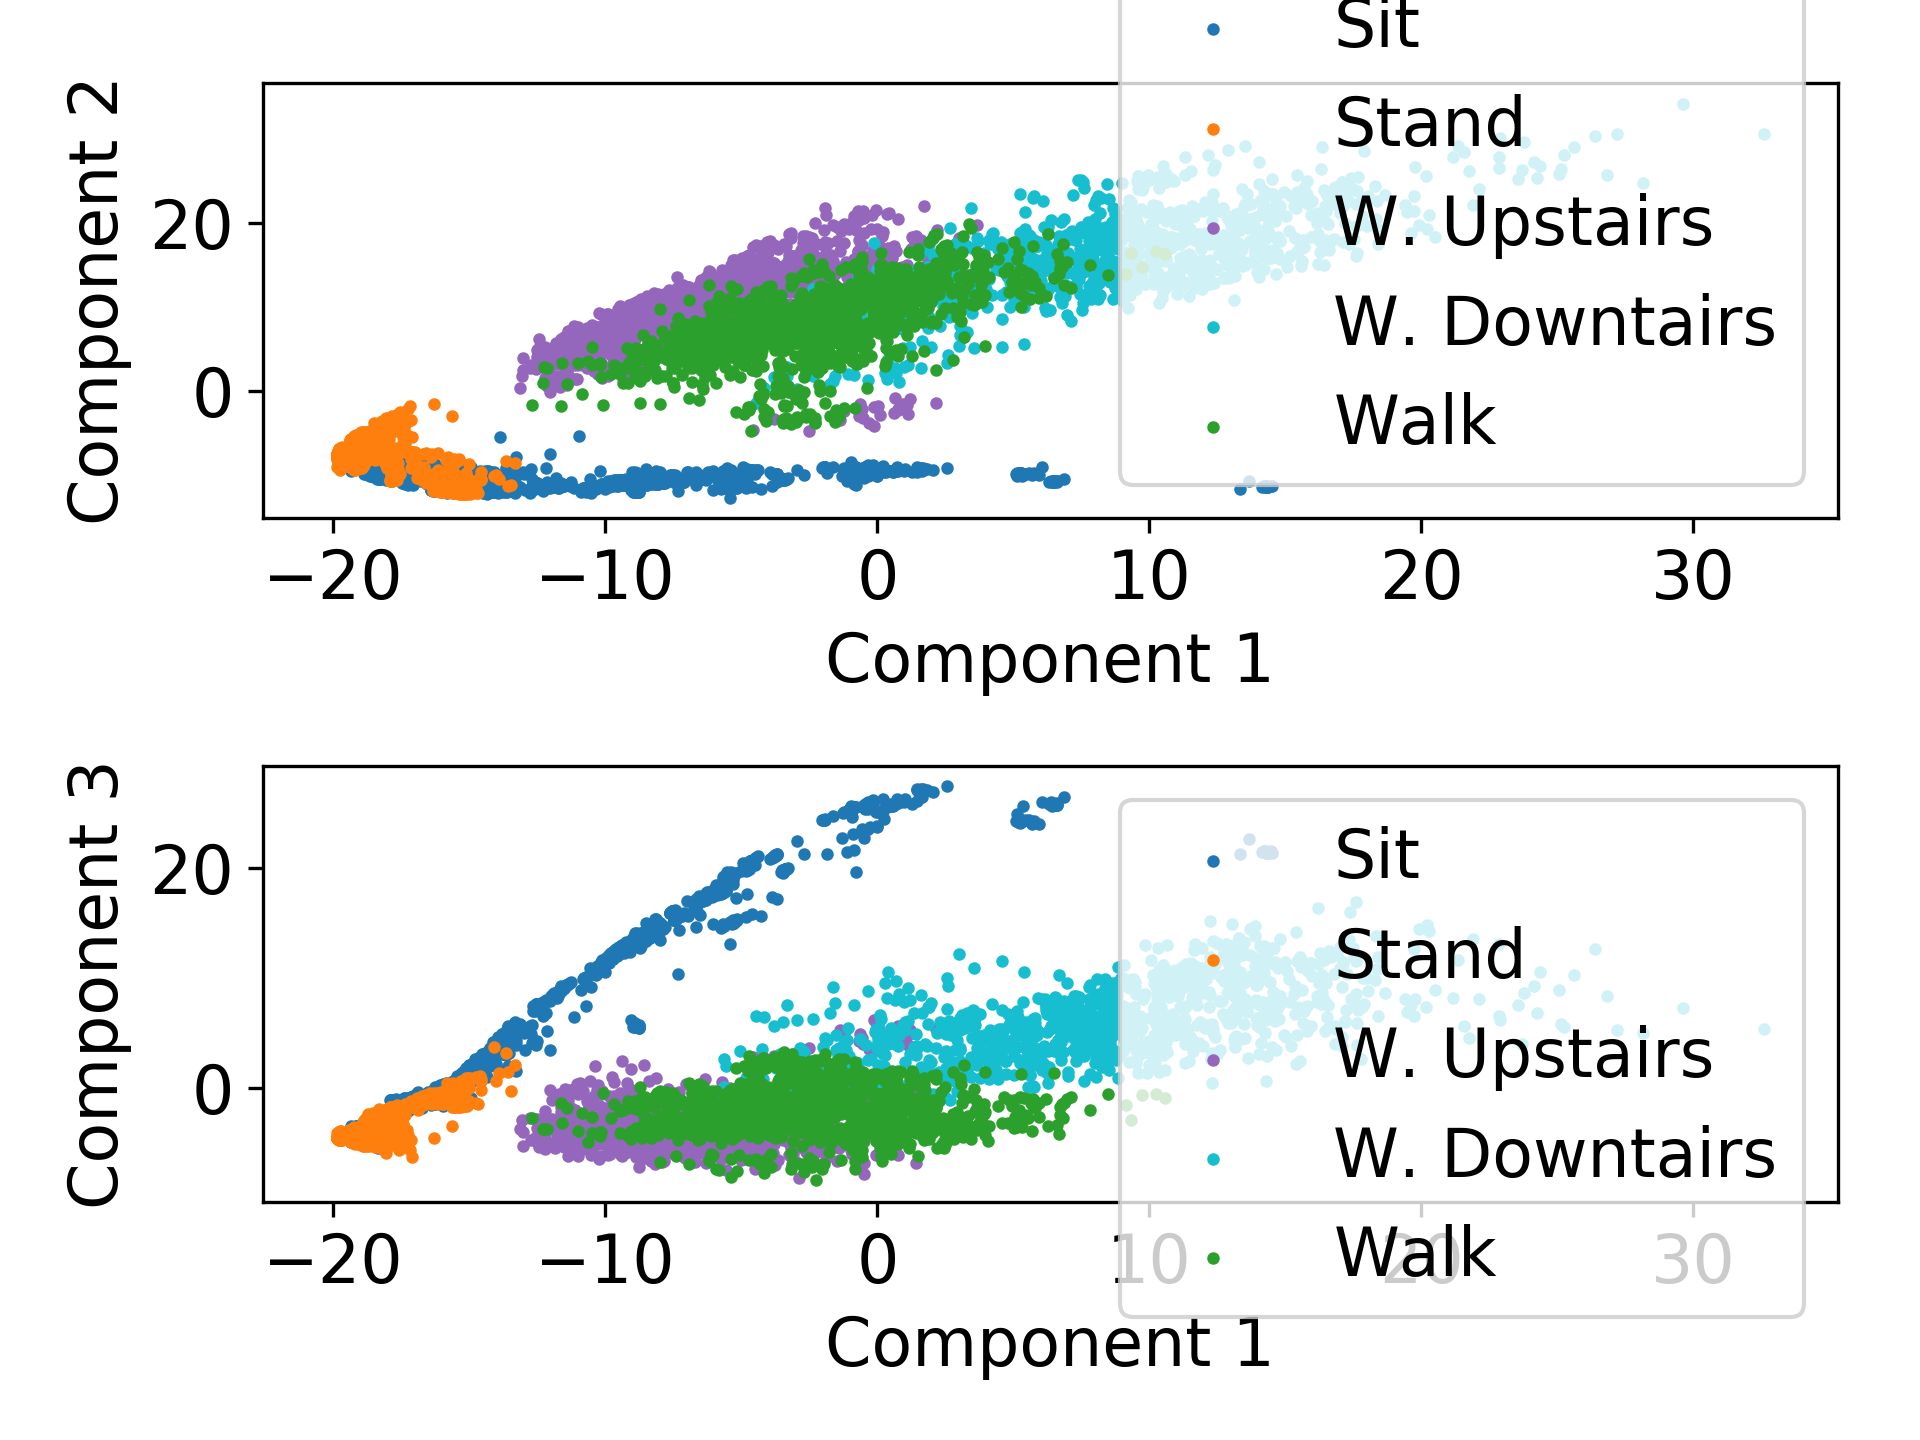 Sit
Stand
W. Upstairs
W. Downtairs
Walk
Component 2
20
0
−20 −10 0 10 20 30
Component 1
Sit
Stand
W. Upstairs
W. Downtairs
Walk
Component 3
20
0
−20 −10 0 10 20 30
Component 1